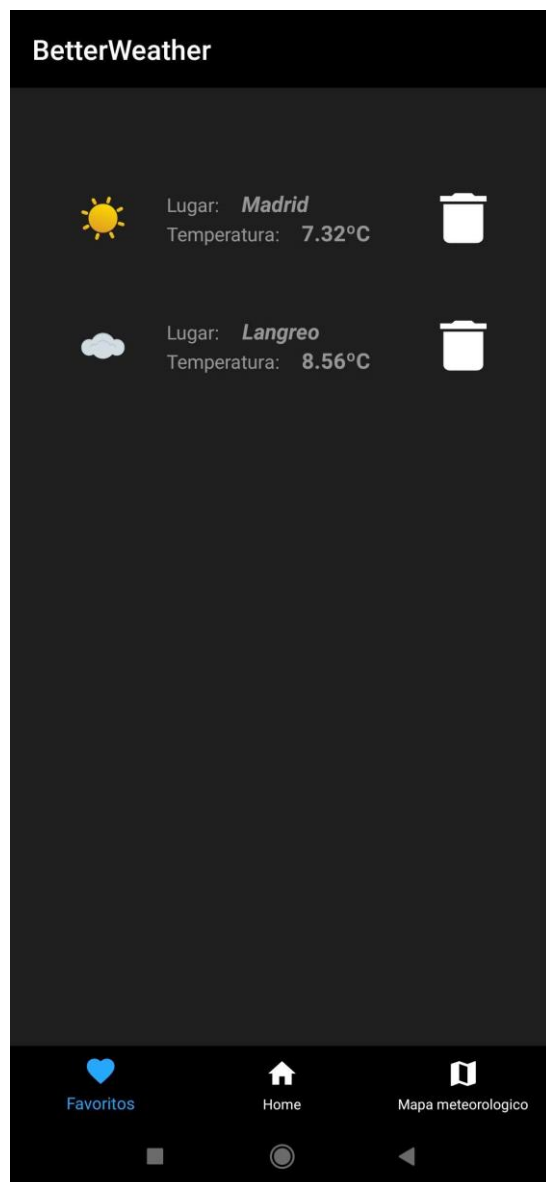 BetterWeather
Lugar: Madrid
Temperatura: 7.32ºC
Lugar: Langreo
Temperatura: 8.56ºC
Favoritos
Home
Mapa meteorologico